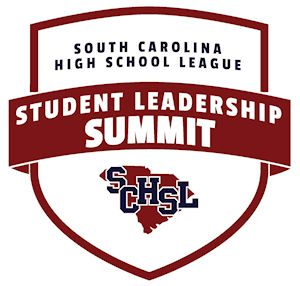 SOUTH CAROLINA
HIGH SCHOOL LEAGUE
STUDENT LEADERSHIP
SUMMIT
SCHSL